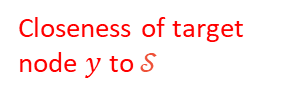 Closeness of target
node 𝑦 to 𝒮